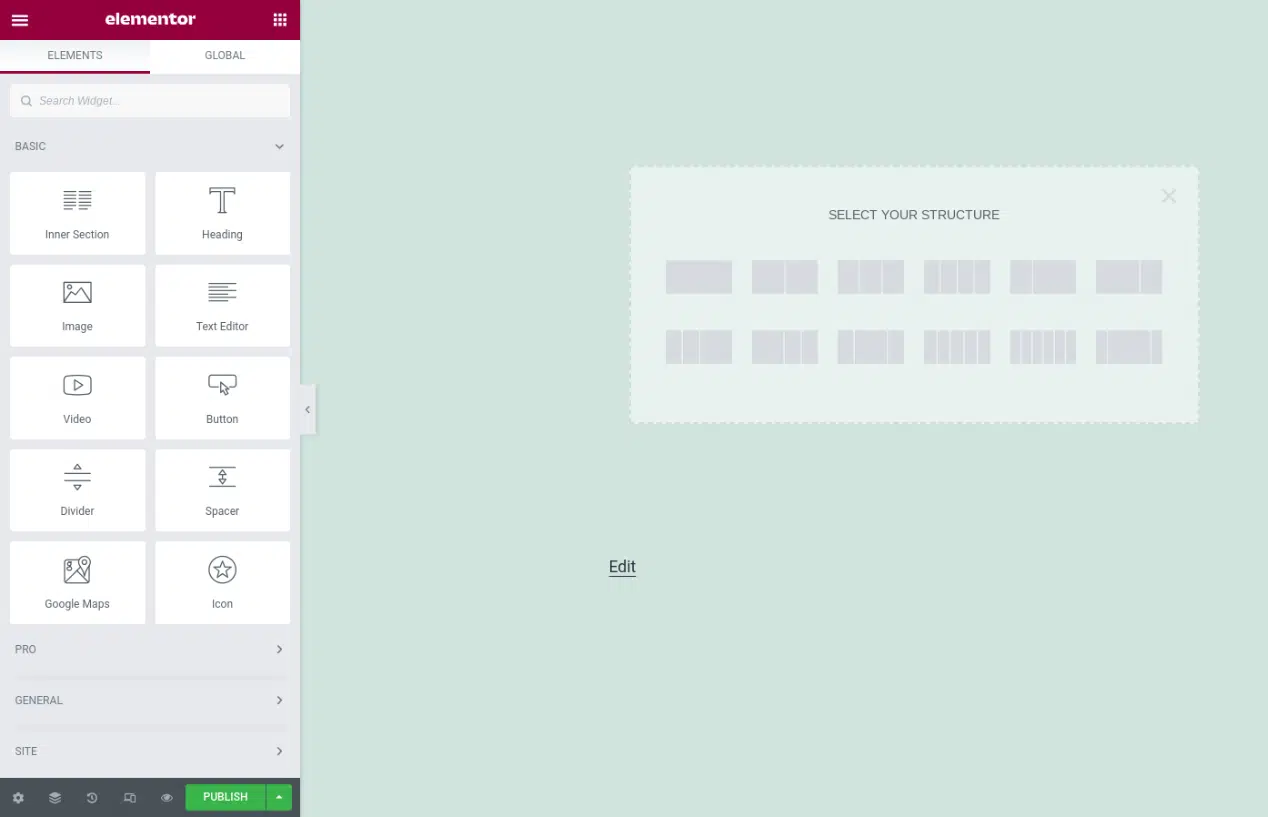 elementor
ELEMENTS GLOBAL
Search Widget...
BASIC
Inner Section Heading
Image Text Editor
Video Button
Divider Spacer
Google Maps Icon
PRO
GENERAL
SITE
PUBLISH
SELECT YOUR STRUCTURE
Edit